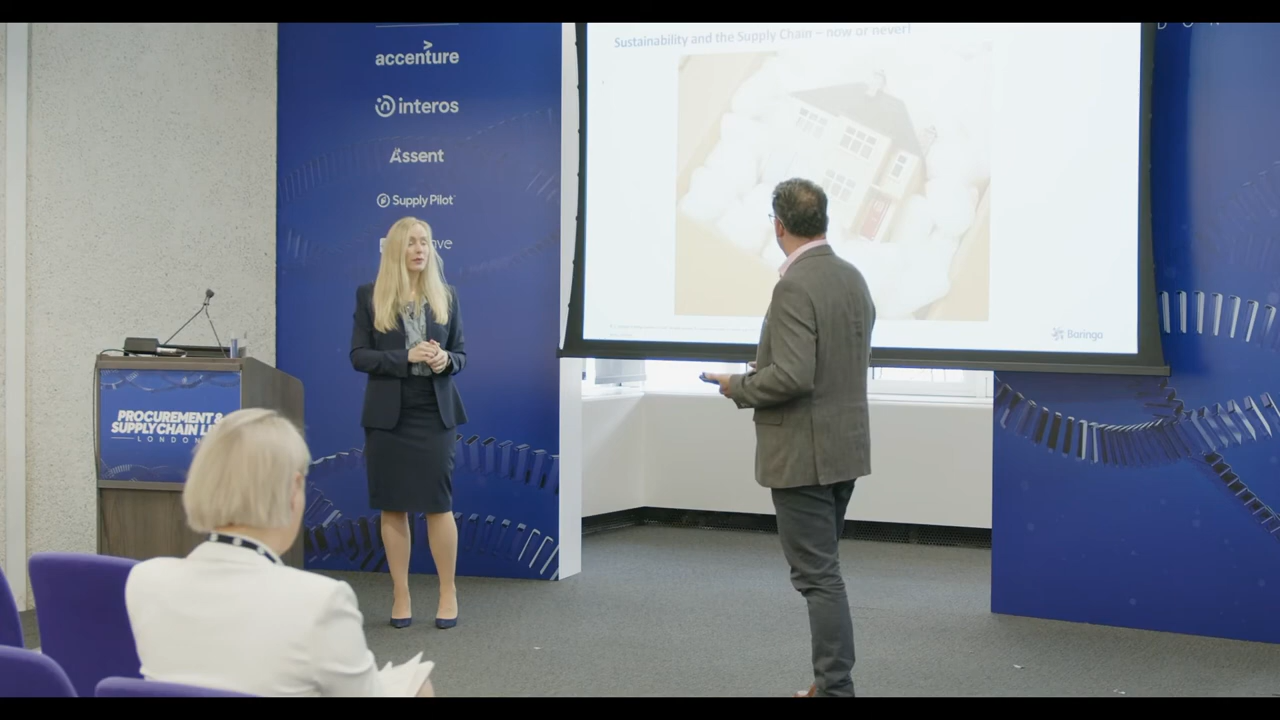 accenture
interos
Assent
Supply Pilot
Sustainability and the Supply Chain – now or never!
Baringa
PROCUREMENT &
SUPPLY CHAIN
LONDON